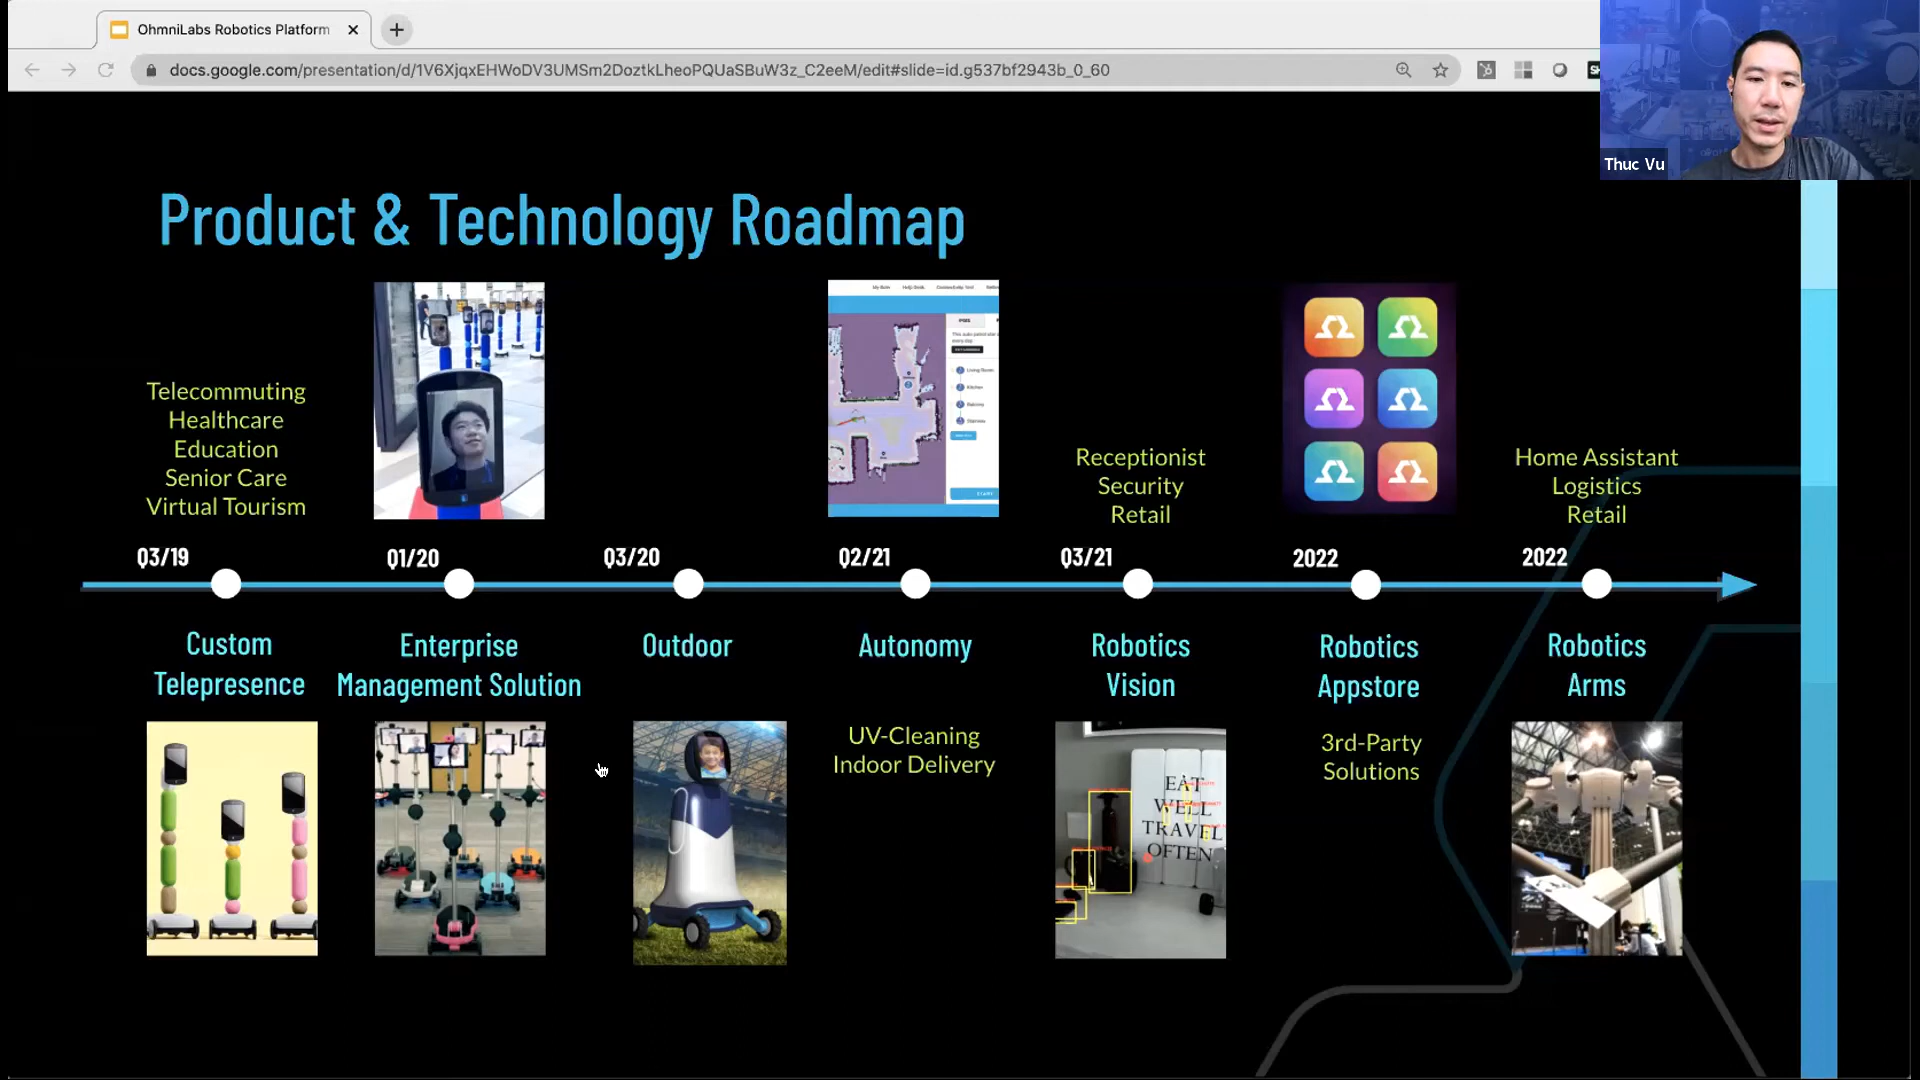 OhmniLabs Robotics Platform
docs.google.com/presentation/d/1V6XjqxEHWoDV3UMSm2DoztkLheoPQUaSBuW3z_C2eeM/edit#slide=id.g537bf2943b_0_60
Thuc Vu
Product & Technology Roadmap
Telecommuting
Healthcare
Education
Senior Care
Virtual Tourism
Receptionist
Security
Retail
Home Assistant
Logistics
Retail
Q3/19
Q1/20
Q3/20
Q2/21
Q3/21
2022
2022
Custom
Telepresence
Enterprise
Management Solution
Outdoor
Autonomy
Robotics
Vision
Robotics
Appstore
Robotics
Arms
UV-Cleaning
Indoor Delivery
3rd-Party
Solutions
EAT
WELL
TRAVEL
OFTEN